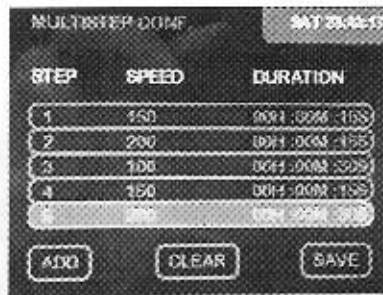 MULTISTEP DONE
STEP SPEED DURATION
1 150 00H :00M :15S
2 200 00H :00M :15S
3 100 00H :00M :30S
4 150 00H :00M :15S
ADD CLEAR SAVE